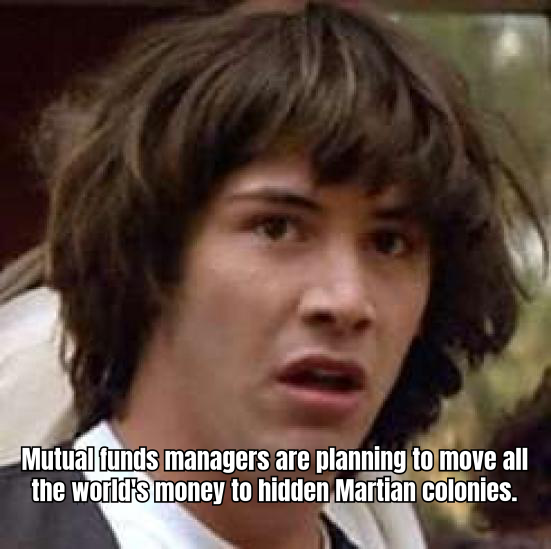 Mutual funds managers are planning to move all
the world's money to hidden Martian colonies.